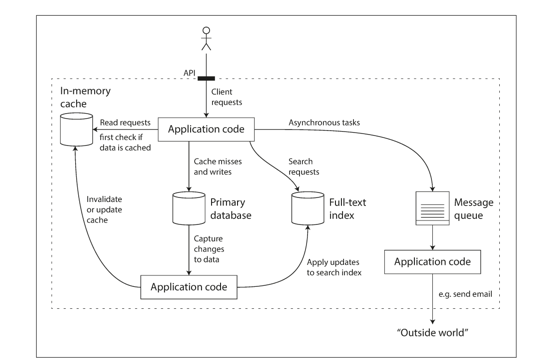 API
Client
requests
In-memory
cache
Read requests
first check if
data is cached
Application code
Asynchronous tasks
Cache misses
and writes
Search
requests
Invalidate
or update
cache
Primary
database
Full-text
index
Message
queue
Capture
changes
to data
Apply updates
to search index
Application code
Application code
e.g. send email
“Outside world”